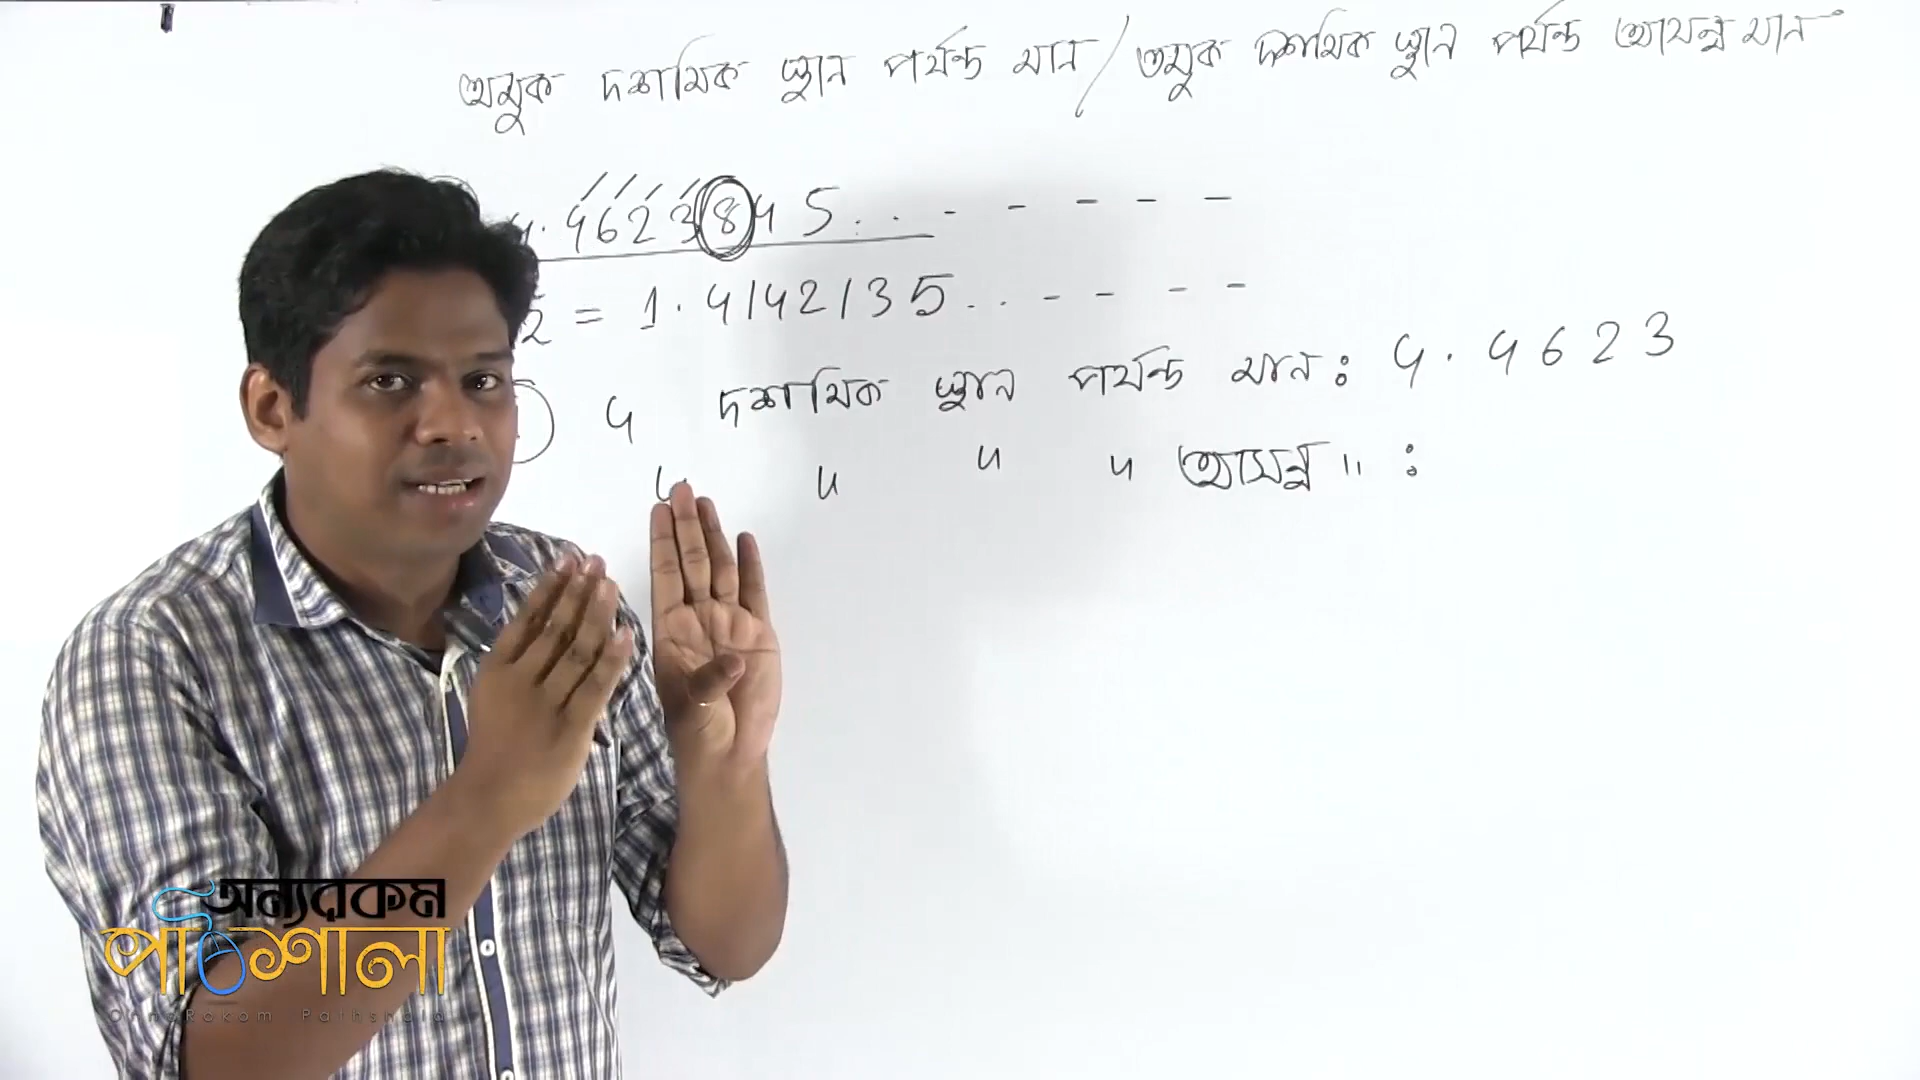 অমুক দশমিক স্থান পর্যন্ত মান / অমুক দশমিক স্থান পর্যন্ত আসন্ন মান
4.4623845..------
2 = 1.4142135..-----
4 দশমিক স্থান পর্যন্ত মান: 4.4623
" " " " আসন্ন " :
অন্যরকম
পাঠশালা
OnnoRokom Pathshala